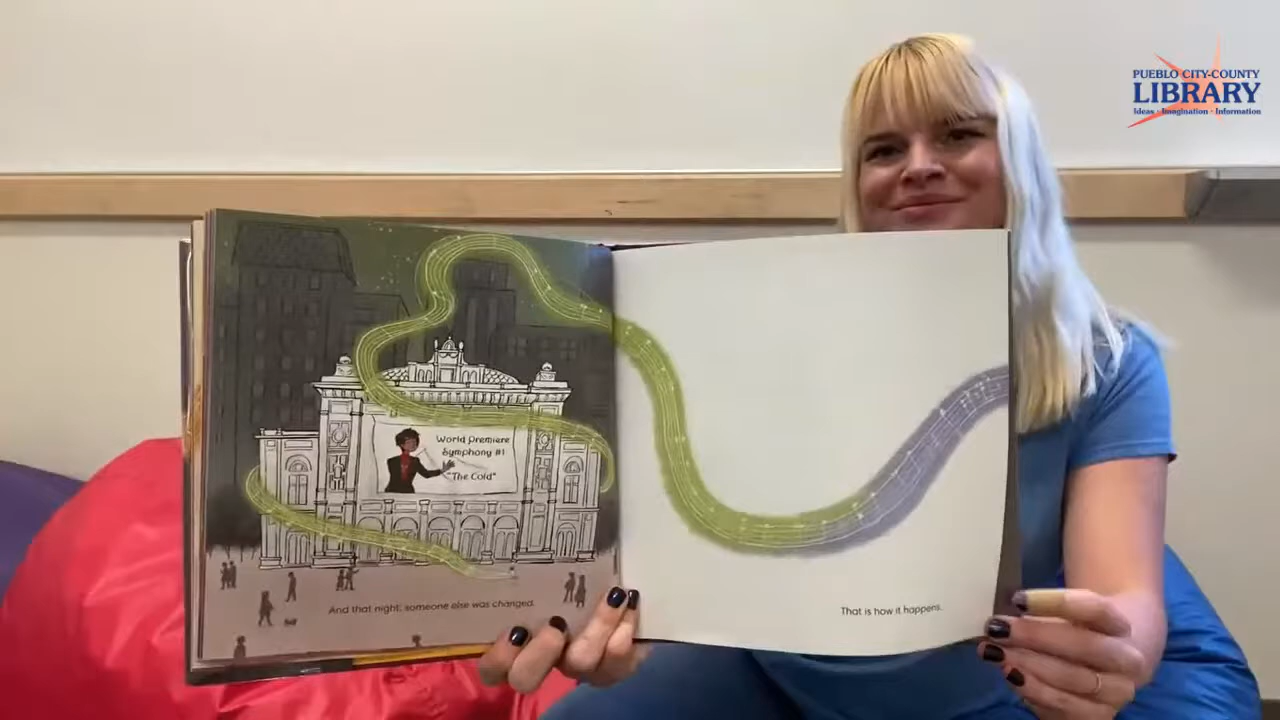 PUEBLO CITY-COUNTY
LIBRARY
Ideas · Imagination · Information
World Premiere
Symphony #1
"The Cold"
And that night, someone else was changed.
That is how it happens.